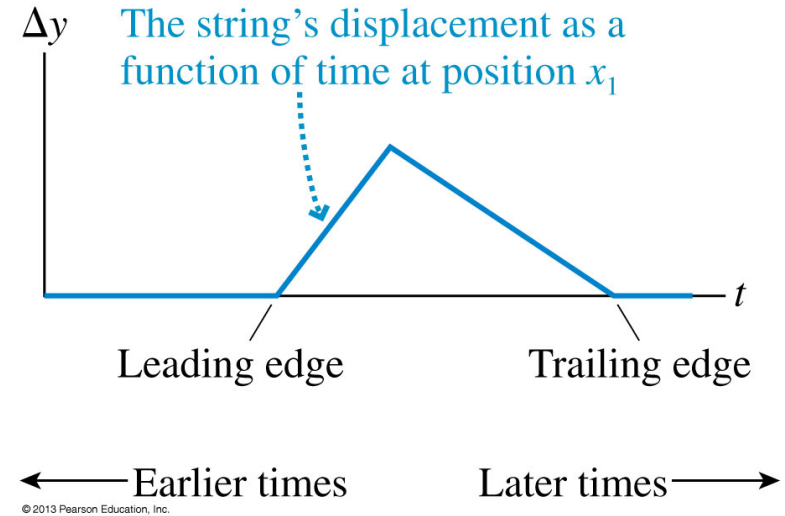 Δy
The string's displacement as a
function of time at position x₁
t
Leading edge
Trailing edge
Earlier times
Later times
© 2013 Pearson Education, Inc.